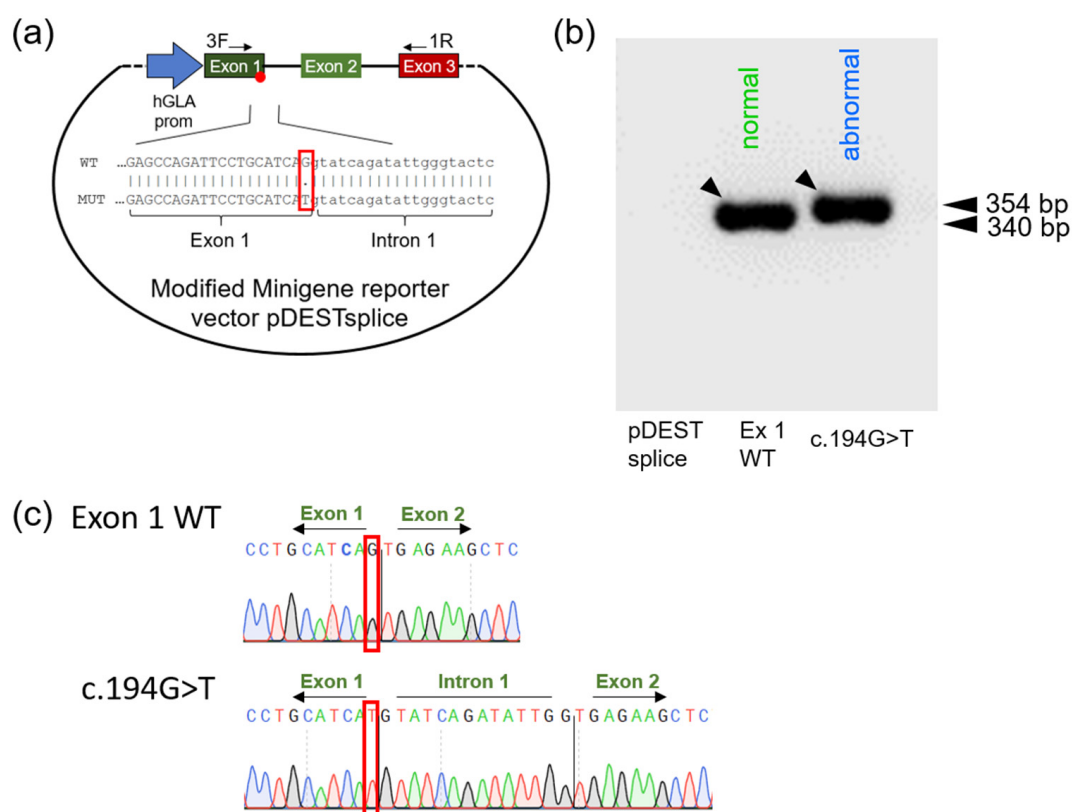 (a)
3F
1R
Exon 1
Exon 2
Exon 3
hGLA
prom
WT …GAGCCAGATTCCTGCATCAGgtatcagatattgggtactc
MUT …GAGCCAGATTCCTGCATCATgtatcagatattgggtactc
Exon 1
Intron 1
Modified Minigene reporter
vector pDESTsplice
(b)
normal
abnormal
354 bp
340 bp
pDEST
splice
Ex 1
WT
c.194G>T
(c)
Exon 1 WT
Exon 1
Exon 2
CCTGCATCAGTGAGAAGCTC
c.194G>T
Exon 1
Intron 1
Exon 2
CCTGCATCATGTATCAGATATTGGTGAGAAGCTC